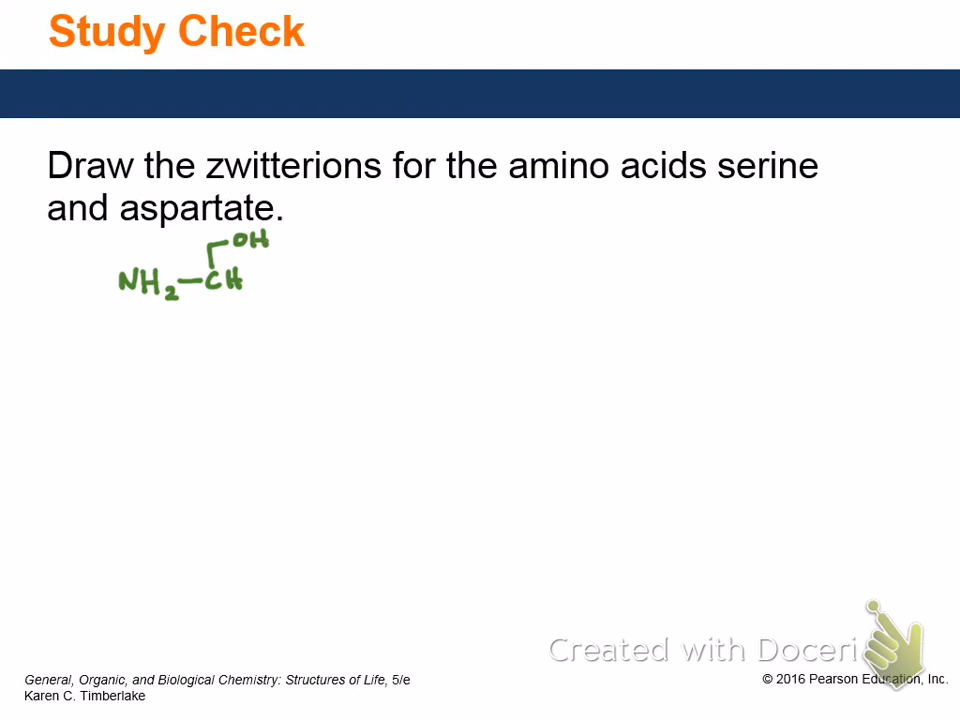 Study Check
Draw the zwitterions for the amino acids serine
and aspartate.
OH
NH2-CH
Created with Doceri
General, Organic, and Biological Chemistry: Structures of Life, 5/e
Karen C. Timberlake
© 2016 Pearson Education, Inc.